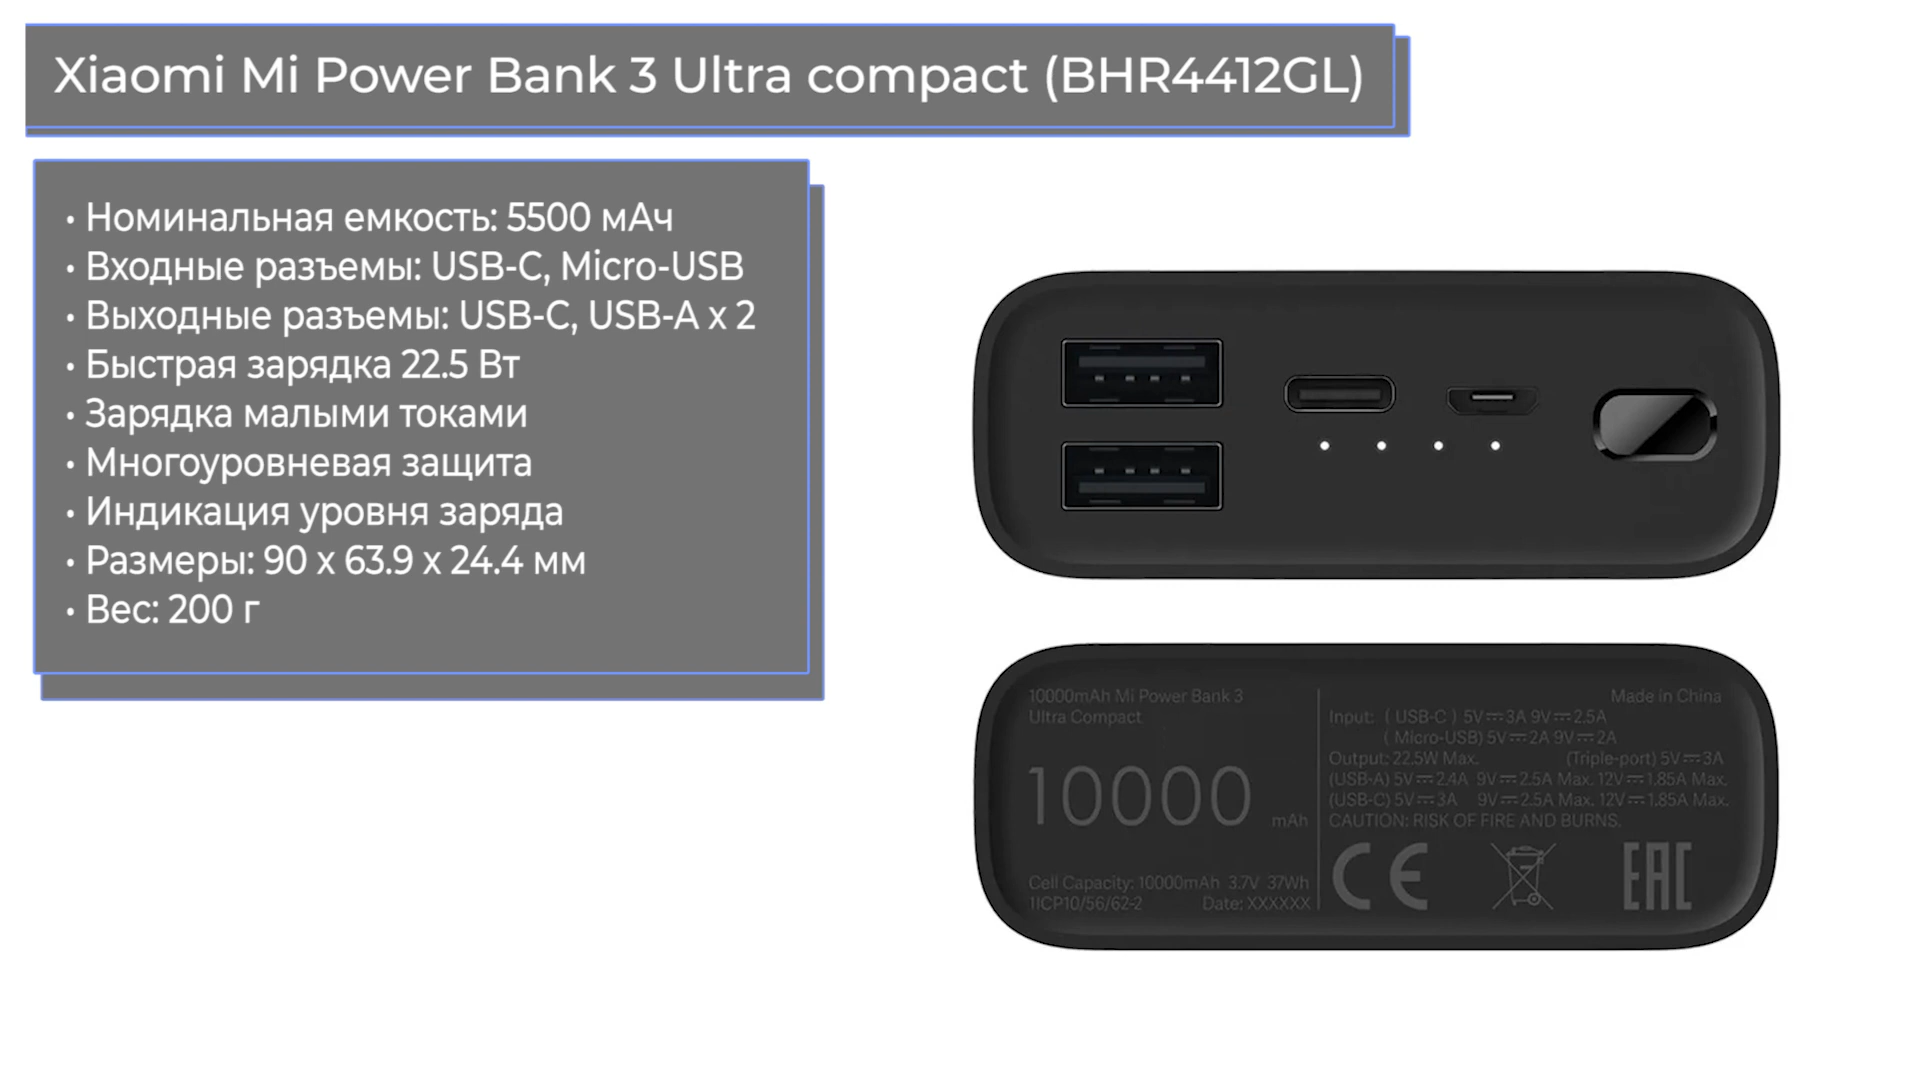 Xiaomi Mi Power Bank 3 Ultra compact (BHR4412GL)
• Номинальная емкость: 5500 мАч
• Входные разъемы: USB-C, Micro-USB
• Выходные разъемы: USB-C, USB-A x 2
• Быстрая зарядка 22.5 Вт
• Зарядка малыми токами
• Многоуровневая защита
• Индикация уровня заряда
• Размеры: 90 x 63.9 x 24.4 мм
• Вес: 200 г
10000mAh Mi Power Bank 3
Ultra Compact
10000 mAh
Cell Capacity: 10000mAh 3.7V 37Wh
1ICP10/56/62-2 Date: XXXXXX
Made in China
Input: ( USB-C ) 5V⎓3A 9V⎓2.5A
( Micro-USB) 5V⎓2A 9V⎓2A
Output: 22.5W Max. (Triple-port) 5V⎓3A
(USB-A) 5V⎓2.4A 9V⎓2.5A Max. 12V⎓1.85A Max.
(USB-C) 5V⎓3A 9V⎓2.5A Max. 12V⎓1.85A Max.
CAUTION: RISK OF FIRE AND BURNS.
CE EAC